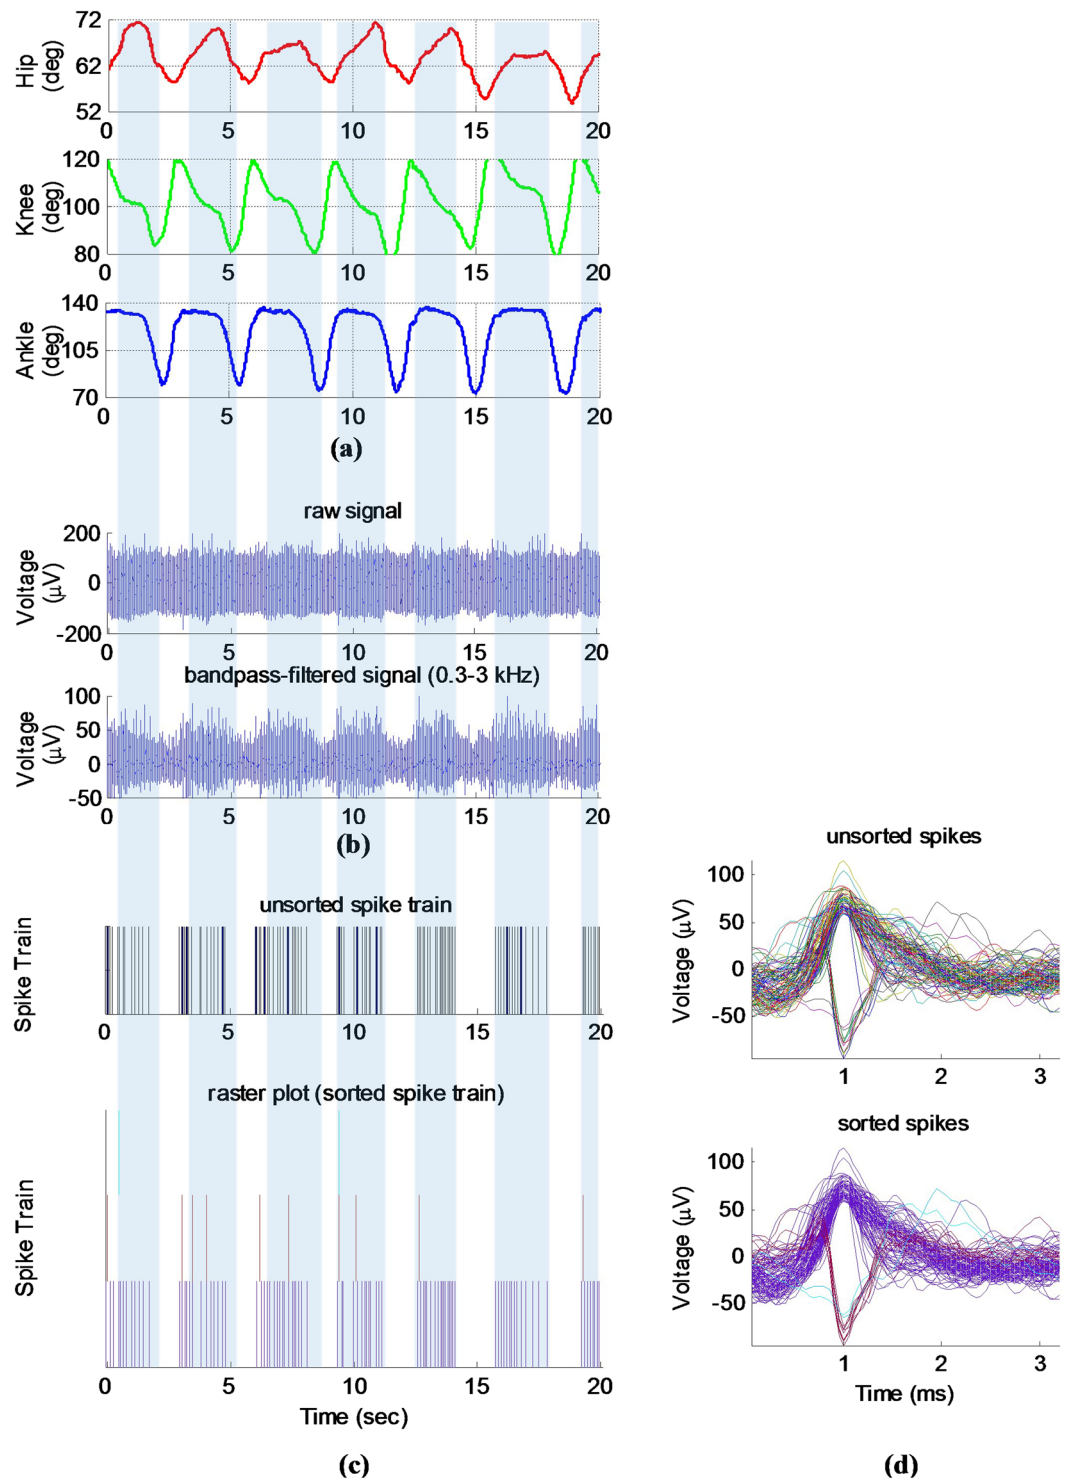 72
Hip
(deg)
62
52
0 5 10 15 20
120
Knee
(deg)
100
80
0 5 10 15 20
140
Ankle
(deg)
105
70
0 5 10 15 20
(a)
raw signal
200
Voltage
(μV)
0
-200
0 5 10 15 20
bandpass-filtered signal (0.3-3 kHz)
100
Voltage
(μV)
50
0
-50
0 5 10 15 20
(b)
unsorted spike train
Spike Train
0 5 10 15 20
raster plot (sorted spike train)
Spike Train
0 5 10 15 20
Time (sec)
(c)
unsorted spikes
100
Voltage (μV)
50
0
-50
1 2 3
sorted spikes
100
Voltage (μV)
50
0
-50
1 2 3
Time (ms)
(d)